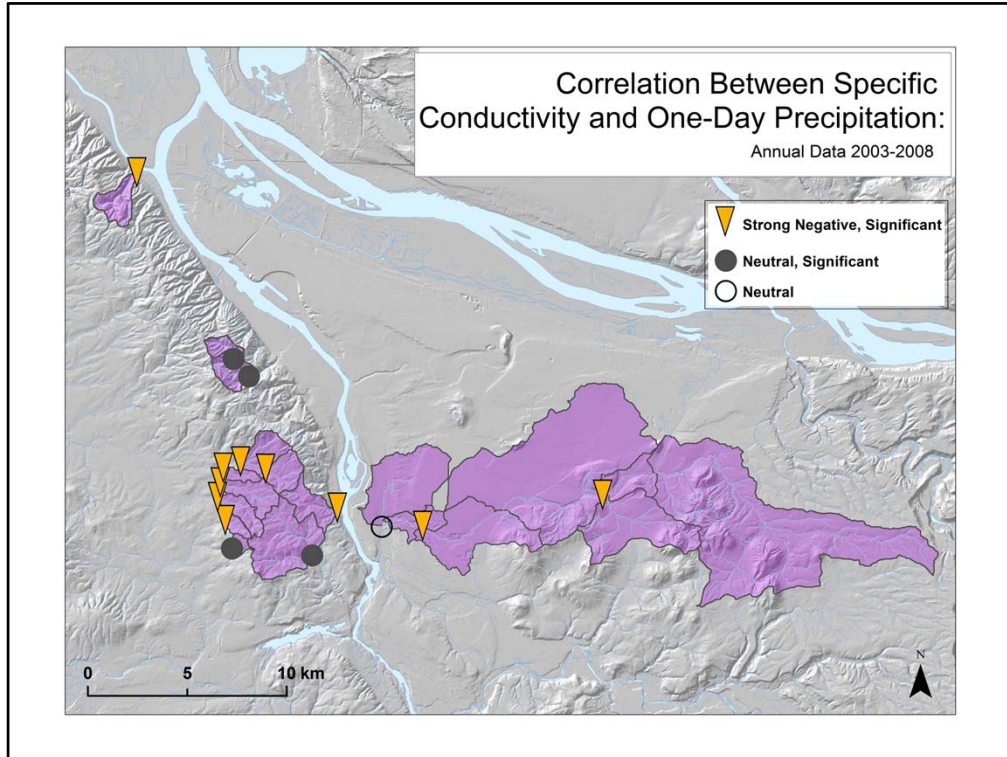 Correlation Between Specific
Conductivity and One-Day Precipitation:
Annual Data 2003-2008
Strong Negative, Significant
Neutral, Significant
Neutral
0 5 10 km
N